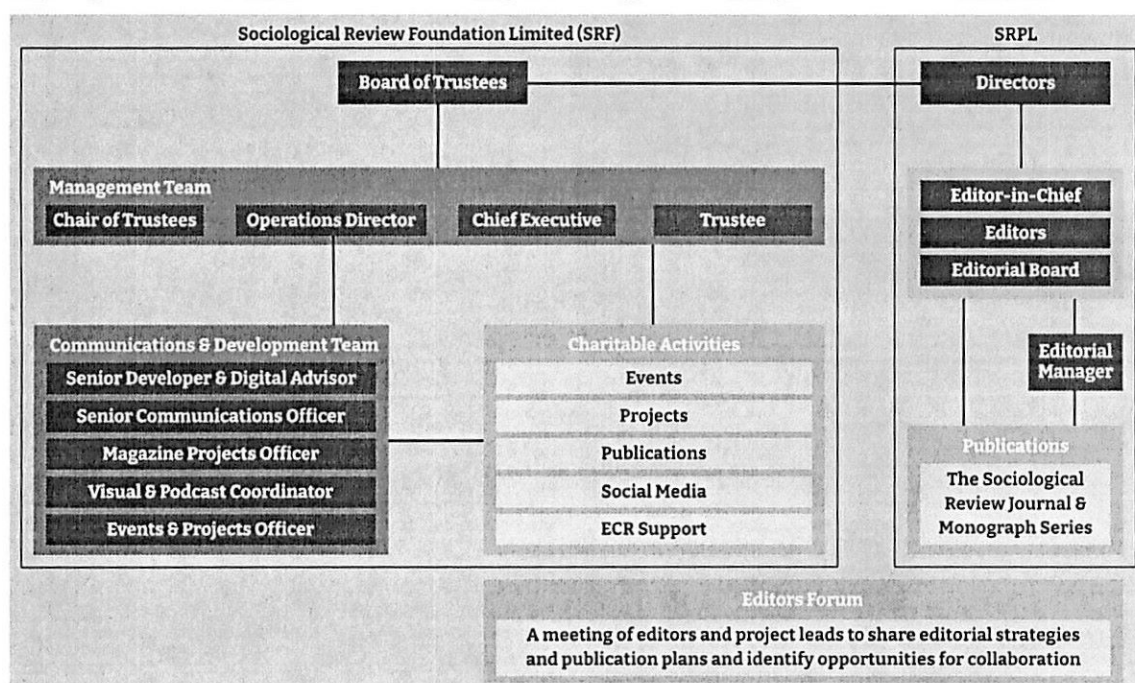 Sociological Review Foundation Limited (SRF)
Board of Trustees
Management Team
Chair of Trustees
Operations Director
Chief Executive
Trustee
Communications & Development Team
Senior Developer & Digital Advisor
Senior Communications Officer
Magazine Projects Officer
Visual & Podcast Coordinator
Events & Projects Officer
Charitable Activities
Events
Projects
Publications
Social Media
ECR Support
SRPL
Directors
Editor-in-Chief
Editors
Editorial Board
Editorial
Manager
Publications
The Sociological
Review Journal &
Monograph Series
Editors Forum
A meeting of editors and project leads to share editorial strategies
and publication plans and identify opportunities for collaboration